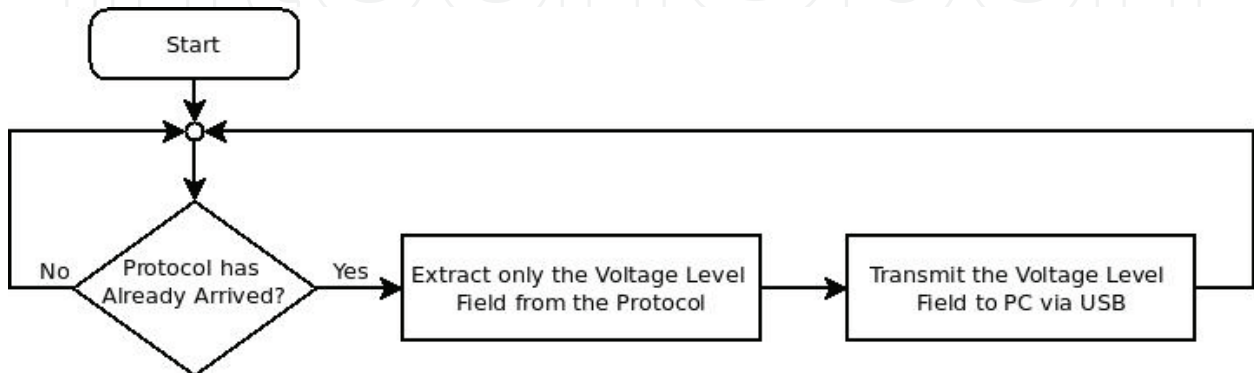 Start
No
Protocol has
Already Arrived?
Yes
Extract only the Voltage Level
Field from the Protocol
Transmit the Voltage Level
Field to PC via USB